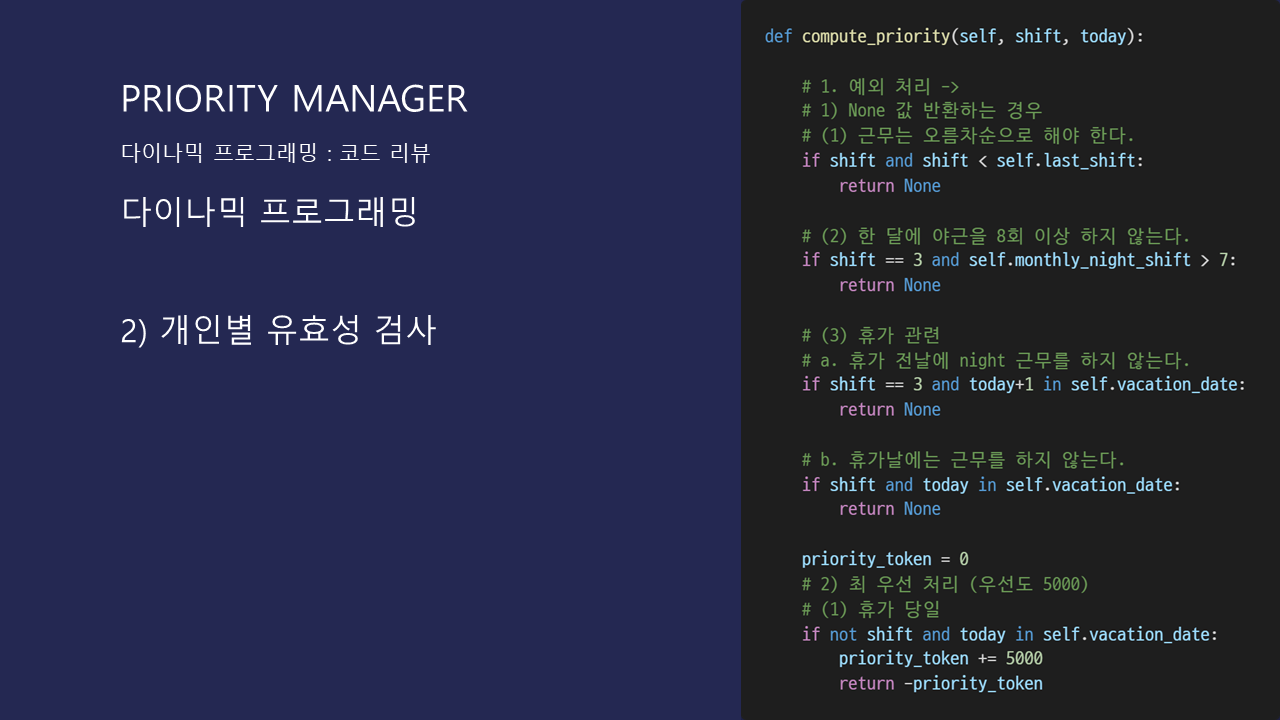 PRIORITY MANAGER
다이나믹 프로그래밍 : 코드 리뷰
다이나믹 프로그래밍
2) 개인별 유효성 검사
def compute_priority(self, shift, today):
# 1. 예외 처리 ->
# 1) None 값 반환하는 경우
# (1) 근무는 오름차순으로 해야 한다.
if shift and shift < self.last_shift:
return None
# (2) 한 달에 야근을 8회 이상 하지 않는다.
if shift == 3 and self.monthly_night_shift > 7:
return None
# (3) 휴가 관련
# a. 휴가 전날에 night 근무를 하지 않는다.
if shift == 3 and today+1 in self.vacation_date:
return None
# b. 휴가날에는 근무를 하지 않는다.
if shift and today in self.vacation_date:
return None
priority_token = 0
# 2) 최 우선 처리 (우선도 5000)
# (1) 휴가 당일
if not shift and today in self.vacation_date:
priority_token += 5000
return -priority_token